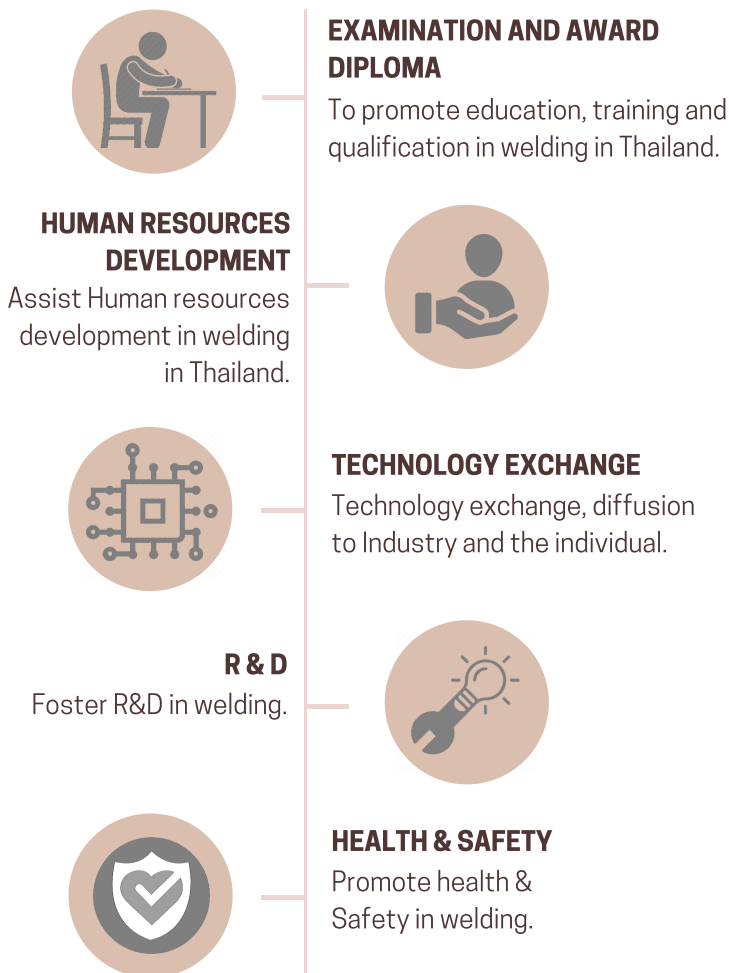 EXAMINATION AND AWARD
DIPLOMA
To promote education, training and
qualification in welding in Thailand.
HUMAN RESOURCES
DEVELOPMENT
Assist Human resources
development in welding
in Thailand.
TECHNOLOGY EXCHANGE
Technology exchange, diffusion
to Industry and the individual.
R & D
Foster R&D in welding.
HEALTH & SAFETY
Promote health &
Safety in welding.